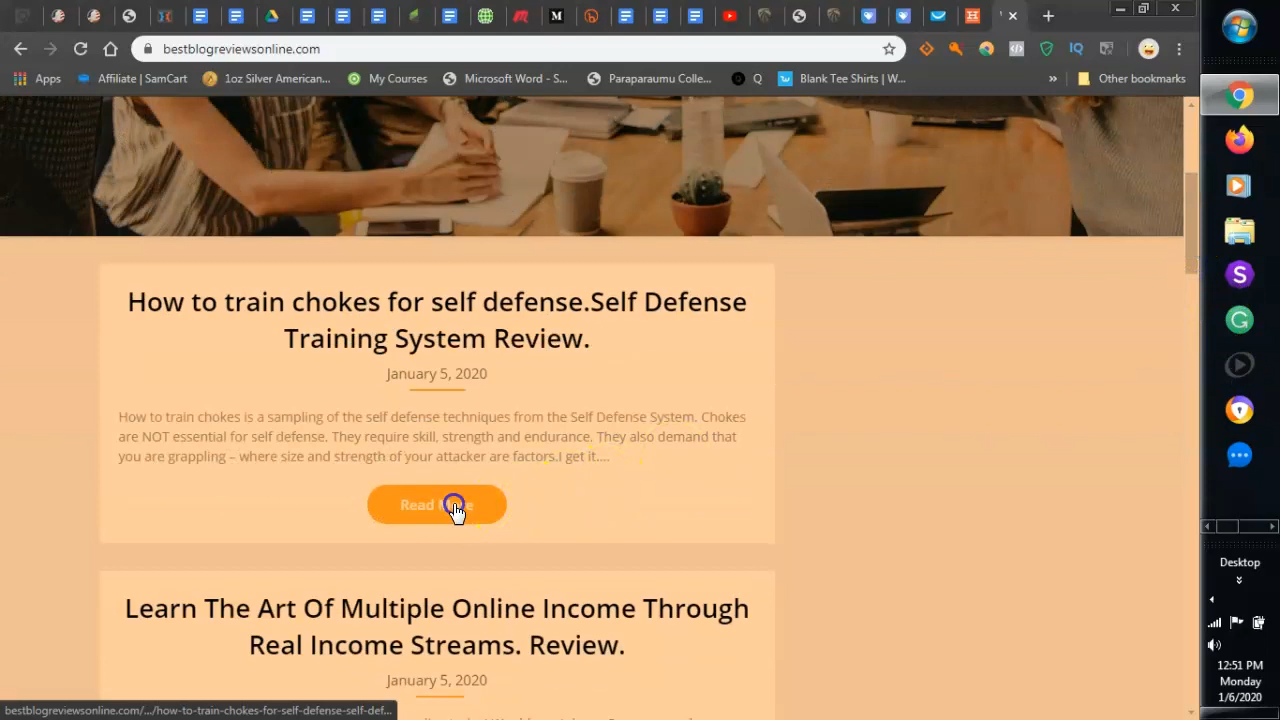 bestblogreviewsonline.com
Apps
Affiliate | SamCart
1oz Silver American...
My Courses
Microsoft Word - S...
Paraparaumu Colle...
Q
Blank Tee Shirts | W...
»
Other bookmarks
How to train chokes for self defense.Self Defense
Training System Review.
January 5, 2020
How to train chokes is a sampling of the self defense techniques from the Self Defense System. Chokes
are NOT essential for self defense. They require skill, strength and endurance. They also demand that
you are grappling – where size and strength of your attacker are factors.I get it....
Read
Learn The Art Of Multiple Online Income Through
Real Income Streams. Review.
January 5, 2020
bestblogreviewsonline.com/.../how-to-train-chokes-for-self-defense-self-def...
Desktop
12:51 PM
Monday
1/6/2020